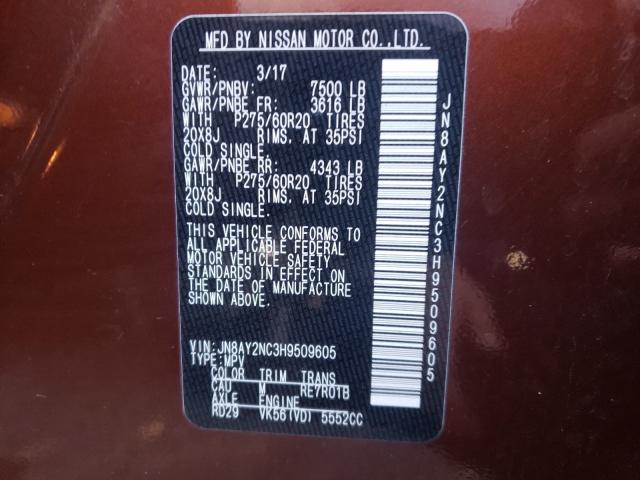 MFD BY NISSAN MOTOR CO.,LTD.
DATE: 3/17
GVWR/PNBV: 7500 LB
GAWR/PNBE FR: 3616 LB
WITH P275/60R20 TIRES
20X8J RIMS. AT 35PSI
COLD SINGLE.
GAWR/PNBE RR: 4343 LB
WITH P275/60R20 TIRES
20X8J RIMS. AT 35PSI
COLD SINGLE.
THIS VEHICLE CONFORMS TO
ALL APPLICABLE FEDERAL
MOTOR VEHICLE SAFETY
STANDARDS IN EFFECT ON
THE DATE OF MANUFACTURE
SHOWN ABOVE.
VIN:JN8AY2NC3H9509605
TYPE:MPV
COLOR TRIM TRANS
CAU M RE7R01B
AXLE ENGINE
RD29 VK56(VD) 5552CC
JN8AY2NC3H9509605